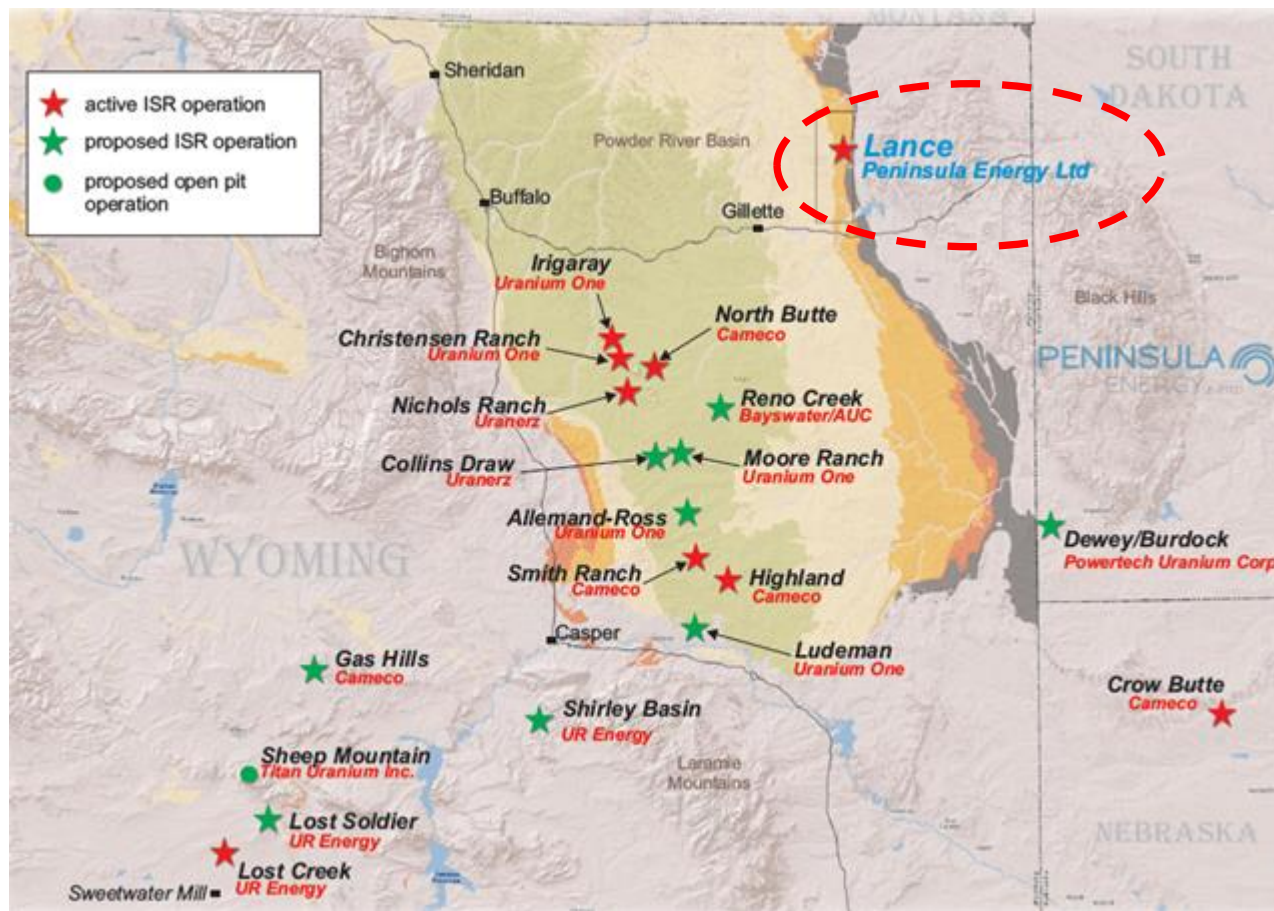 MONTANA
SOUTH
DAKOTA
Sheridan
active ISR operation
proposed ISR operation
proposed open pit
operation
Powder River Basin
Lance
Peninsula Energy Ltd
Buffalo
Gillette
Bighorn
Mountains
Irigaray
Uranium One
Black Hills
North Butte
Cameco
Christensen Ranch
Uranium One
PENINSULA
ENERGY
Nichols Ranch
Uranerz
Reno Creek
Bayswater/AUC
Collins Draw
Uranerz
Moore Ranch
Uranium One
Allemand-Ross
Uranium One
WYOMING
Dewey/Burdock
Powertech Uranium Corp
Smith Ranch
Cameco
Highland
Cameco
Casper
Ludeman
Uranium One
Gas Hills
Cameco
Crow Butte
Cameco
Shirley Basin
UR Energy
Sheep Mountain
Titan Uranium Inc.
Laramie
Mountains
Lost Soldier
UR Energy
NEBRASKA
Lost Creek
UR Energy
Sweetwater Mill